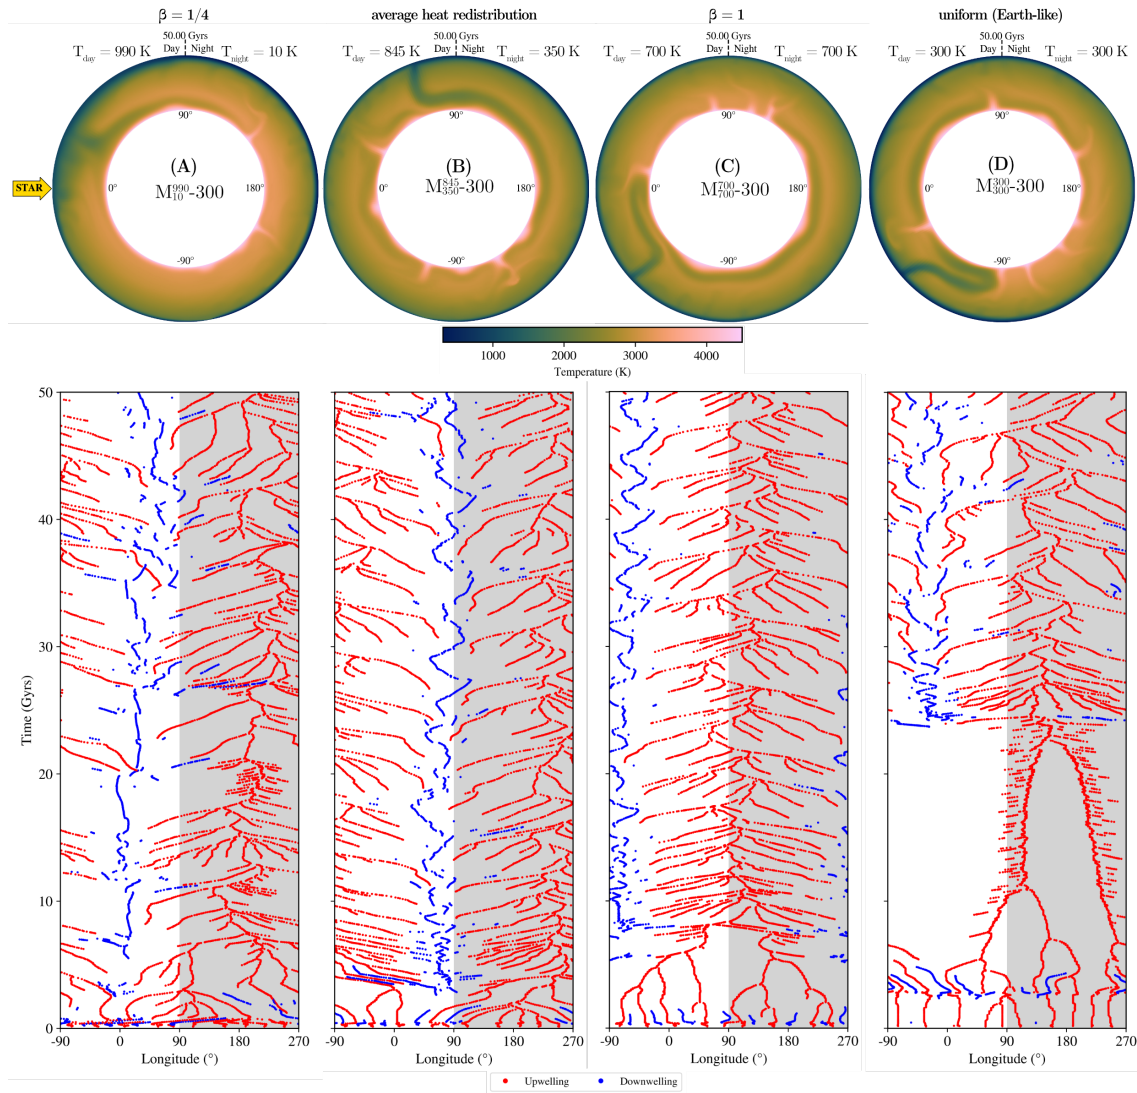 β = 1/4
average heat redistribution
β = 1
uniform (Earth-like)
50.00 Gyrs
Day Night
T_day = 990 K
T_night = 10 K
50.00 Gyrs
Day Night
T_day = 845 K
T_night = 350 K
50.00 Gyrs
Day Night
T_day = 700 K
T_night = 700 K
50.00 Gyrs
Day Night
T_day = 300 K
T_night = 300 K
STAR
90°
(A)
0°
M^990_10-300
180°
-90°
90°
(B)
0°
M^845_350-300
180°
-90°
90°
(C)
0°
M^700_700-300
180°
-90°
90°
(D)
0°
M^300_300-300
180°
-90°
1000 2000 3000 4000
Temperature (K)
Time (Gyrs)
50
40
30
20
10
0
-90 0 90 180 270
Longitude (°)
-90 0 90 180 270
Longitude (°)
-90 0 90 180 270
Longitude (°)
-90 0 90 180 270
Longitude (°)
Upwelling Downwelling